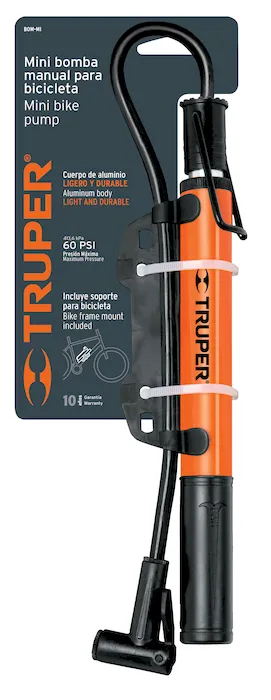 BOM-MI
Mini bomba
manual para
bicicleta
Mini bike
pump
TRUPER®
Cuerpo de aluminio
LIGERO Y DURABLE
Aluminum body
LIGHT AND DURABLE
60 PSI
Presión Máxima
Maximum Pressure
Incluye soporte
para bicicleta
Bike frame mount
included
10 años Garantía
Warranty
TRUPER